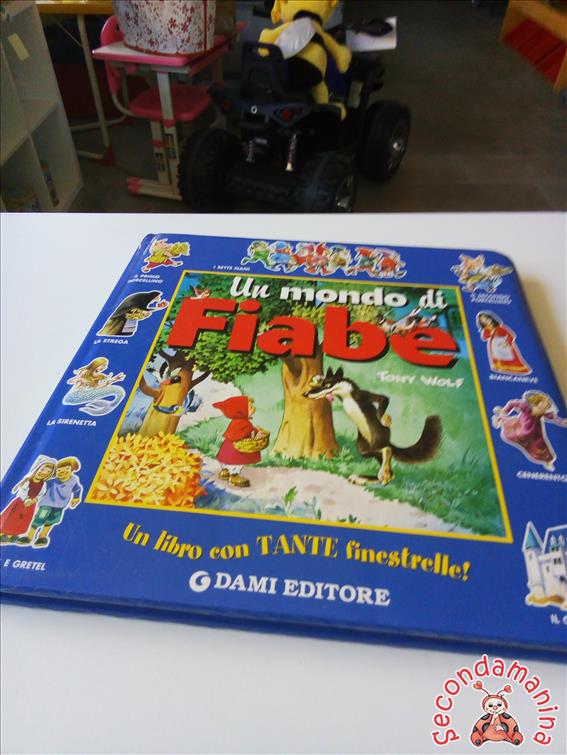 I SETTE NANI
IL PRIMO
PORCELLINO
Un mondo di
Fiabe
TONY WOLF
LA STREGA
BIANCANEVE
LA SIRENETTA
E GRETEL
Un libro con TANTE finestrelle!
DAMI EDITORE
Secondamanina